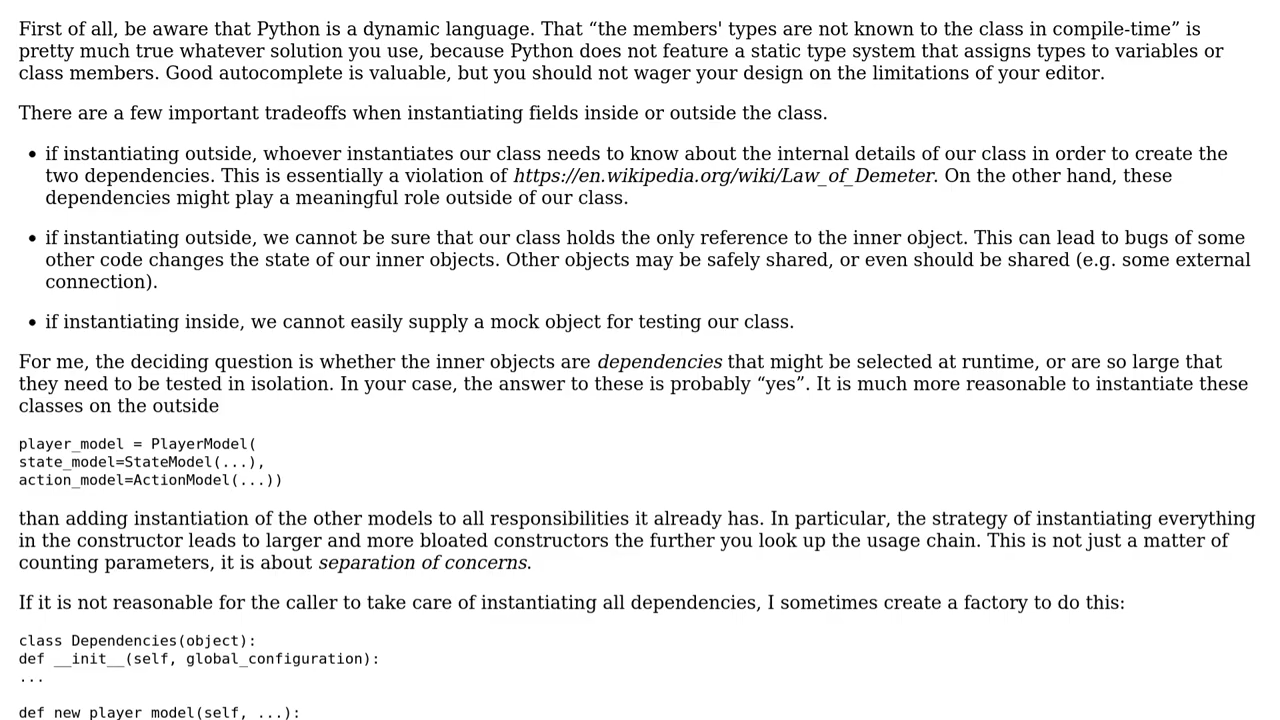 First of all, be aware that Python is a dynamic language. That “the members' types are not known to the class in compile-time” is
pretty much true whatever solution you use, because Python does not feature a static type system that assigns types to variables or
class members. Good autocomplete is valuable, but you should not wager your design on the limitations of your editor.
There are a few important tradeoffs when instantiating fields inside or outside the class.
• if instantiating outside, whoever instantiates our class needs to know about the internal details of our class in order to create the
two dependencies. This is essentially a violation of https://en.wikipedia.org/wiki/Law_of_Demeter. On the other hand, these
dependencies might play a meaningful role outside of our class.
• if instantiating outside, we cannot be sure that our class holds the only reference to the inner object. This can lead to bugs of some
other code changes the state of our inner objects. Other objects may be safely shared, or even should be shared (e.g. some external
connection).
• if instantiating inside, we cannot easily supply a mock object for testing our class.
For me, the deciding question is whether the inner objects are dependencies that might be selected at runtime, or are so large that
they need to be tested in isolation. In your case, the answer to these is probably “yes”. It is much more reasonable to instantiate these
classes on the outside
player_model = PlayerModel(
state_model=StateModel(...),
action_model=ActionModel(...))
than adding instantiation of the other models to all responsibilities it already has. In particular, the strategy of instantiating everything
in the constructor leads to larger and more bloated constructors the further you look up the usage chain. This is not just a matter of
counting parameters, it is about separation of concerns.
If it is not reasonable for the caller to take care of instantiating all dependencies, I sometimes create a factory to do this:
class Dependencies(object):
def __init__(self, global_configuration):
...
def new_player_model(self, ...):